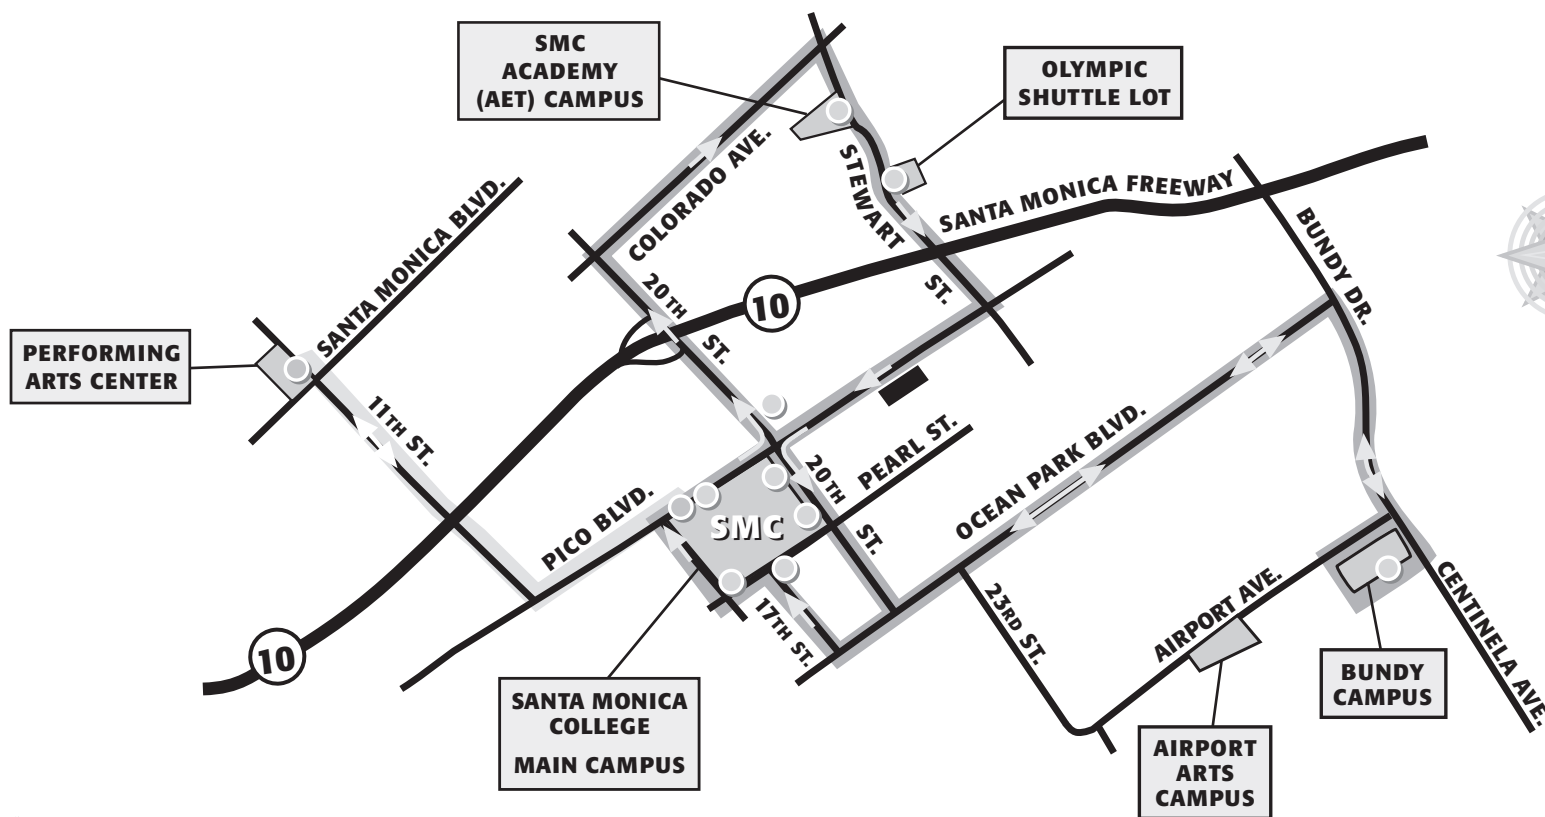 SMC
ACADEMY
(AET) CAMPUS
OLYMPIC
SHUTTLE LOT
COLORADO AVE.
STEWART
ST.
SANTA MONICA FREEWAY
SANTA MONICA BLVD.
BUNDY DR.
20TH
ST.
10
PERFORMING
ARTS CENTER
11TH ST.
PICO BLVD.
SMC
20TH
ST.
PEARL ST.
OCEAN PARK BLVD.
17TH ST.
23RD ST.
AIRPORT AVE.
CENTINELA AVE.
10
SANTA MONICA
COLLEGE
MAIN CAMPUS
BUNDY
CAMPUS
AIRPORT
ARTS
CAMPUS